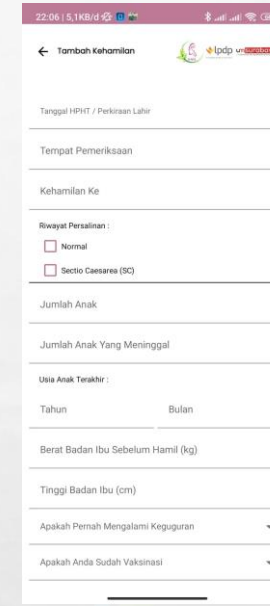 22:06 | 5,1KB/d
Tambah Kehamilan
lpdp
Tanggal HPHT / Perkiraan Lahir
Tempat Pemeriksaan
Kehamilan Ke
Riwayat Persalinan :
Normal
Sectio Caesarea (SC)
Jumlah Anak
Jumlah Anak Yang Meninggal
Usia Anak Terakhir :
Tahun Bulan
Berat Badan Ibu Sebelum Hamil (kg)
Tinggi Badan Ibu (cm)
Apakah Pernah Mengalami Keguguran
Apakah Anda Sudah Vaksinasi